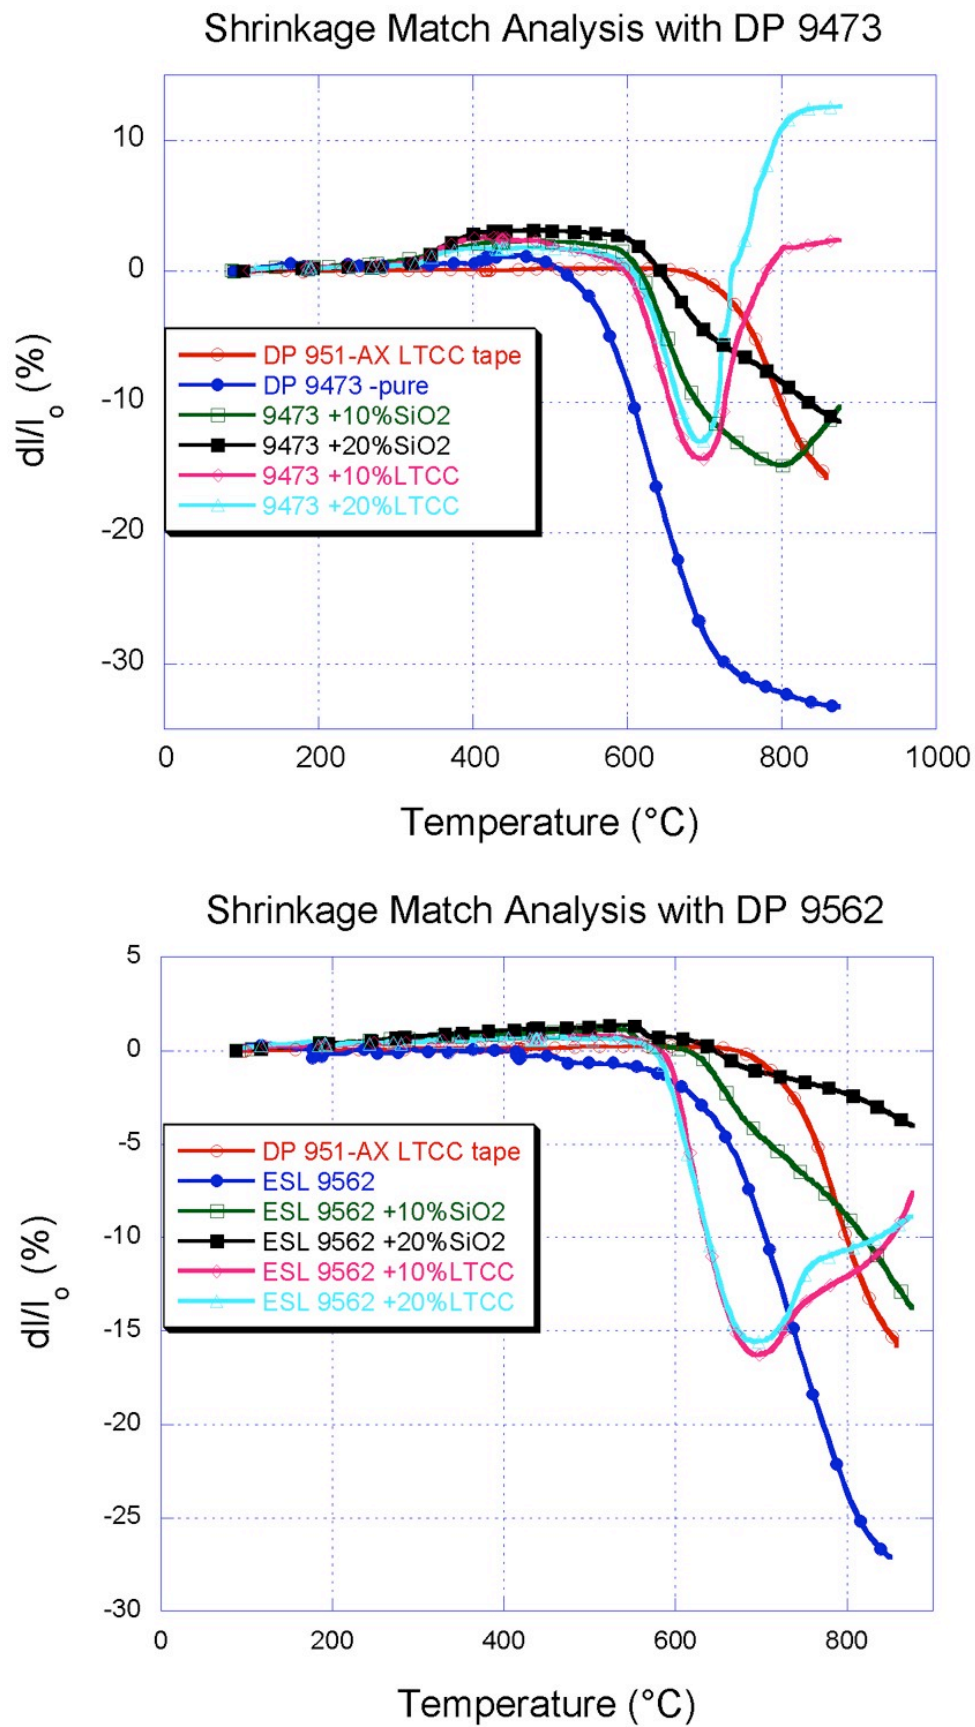 Shrinkage Match Analysis with DP 9473
10
0
-10
-20
-30
dl/lo (%)
DP 951-AX LTCC tape
DP 9473 -pure
9473 +10%SiO2
9473 +20%SiO2
9473 +10%LTCC
9473 +20%LTCC
0 200 400 600 800 1000
Temperature (°C)
Shrinkage Match Analysis with DP 9562
5
0
-5
-10
-15
-20
-25
-30
dl/lo (%)
DP 951-AX LTCC tape
ESL 9562
ESL 9562 +10%SiO2
ESL 9562 +20%SiO2
ESL 9562 +10%LTCC
ESL 9562 +20%LTCC
0 200 400 600 800
Temperature (°C)